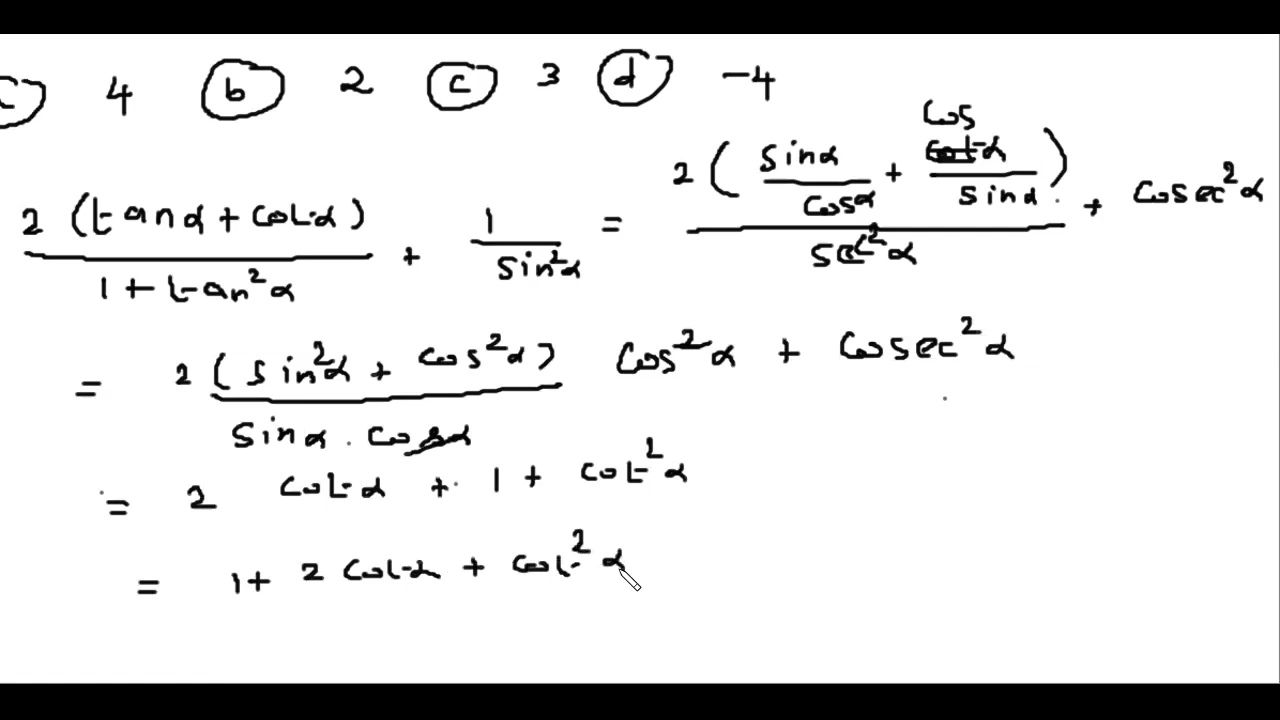 4 (b) 2 (c) 3 (d) -4
2 (tan α + cot α) / 1 + tan² α + 1 / sin² α = 2 ( sin α / cos α + cos α / sin α ) / sec² α + cosec² α
= 2 ( sin² α + cos² α ) / sin α . cos α cos² α + cosec² α
= 2 cot α + 1 + cot² α
= 1 + 2 cot α + cot² α